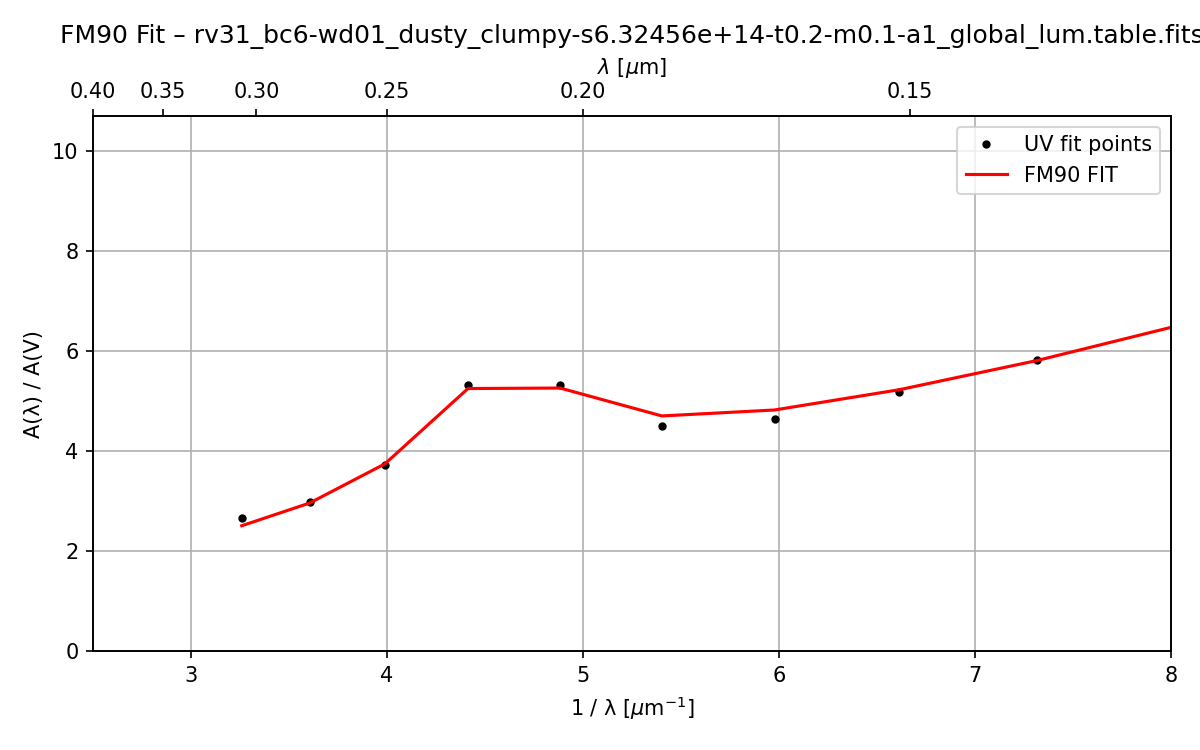 FM90 Fit – rv31_bc6-wd01_dusty_clumpy-s6.32456e+14-t0.2-m0.1-a1_global_lum.table.fits
λ [μm]
0.40 0.35 0.30 0.25 0.20 0.15
UV fit points
FM90 FIT
A(λ) / A(V)
10
8
6
4
2
0
3 4 5 6 7 8
1 / λ [μm⁻¹]